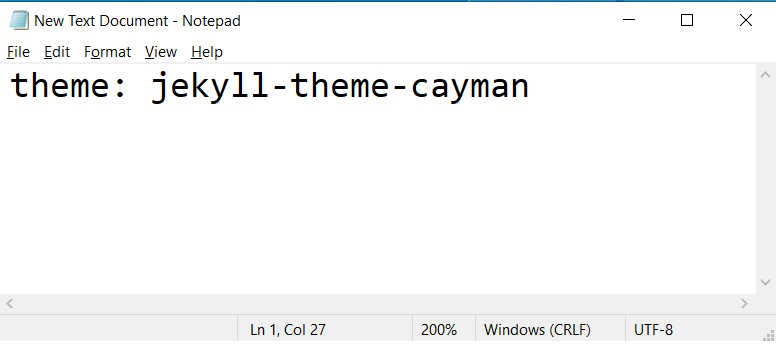 New Text Document - Notepad
File Edit Format View Help
theme: jekyll-theme-cayman
Ln 1, Col 27 200% Windows (CRLF) UTF-8